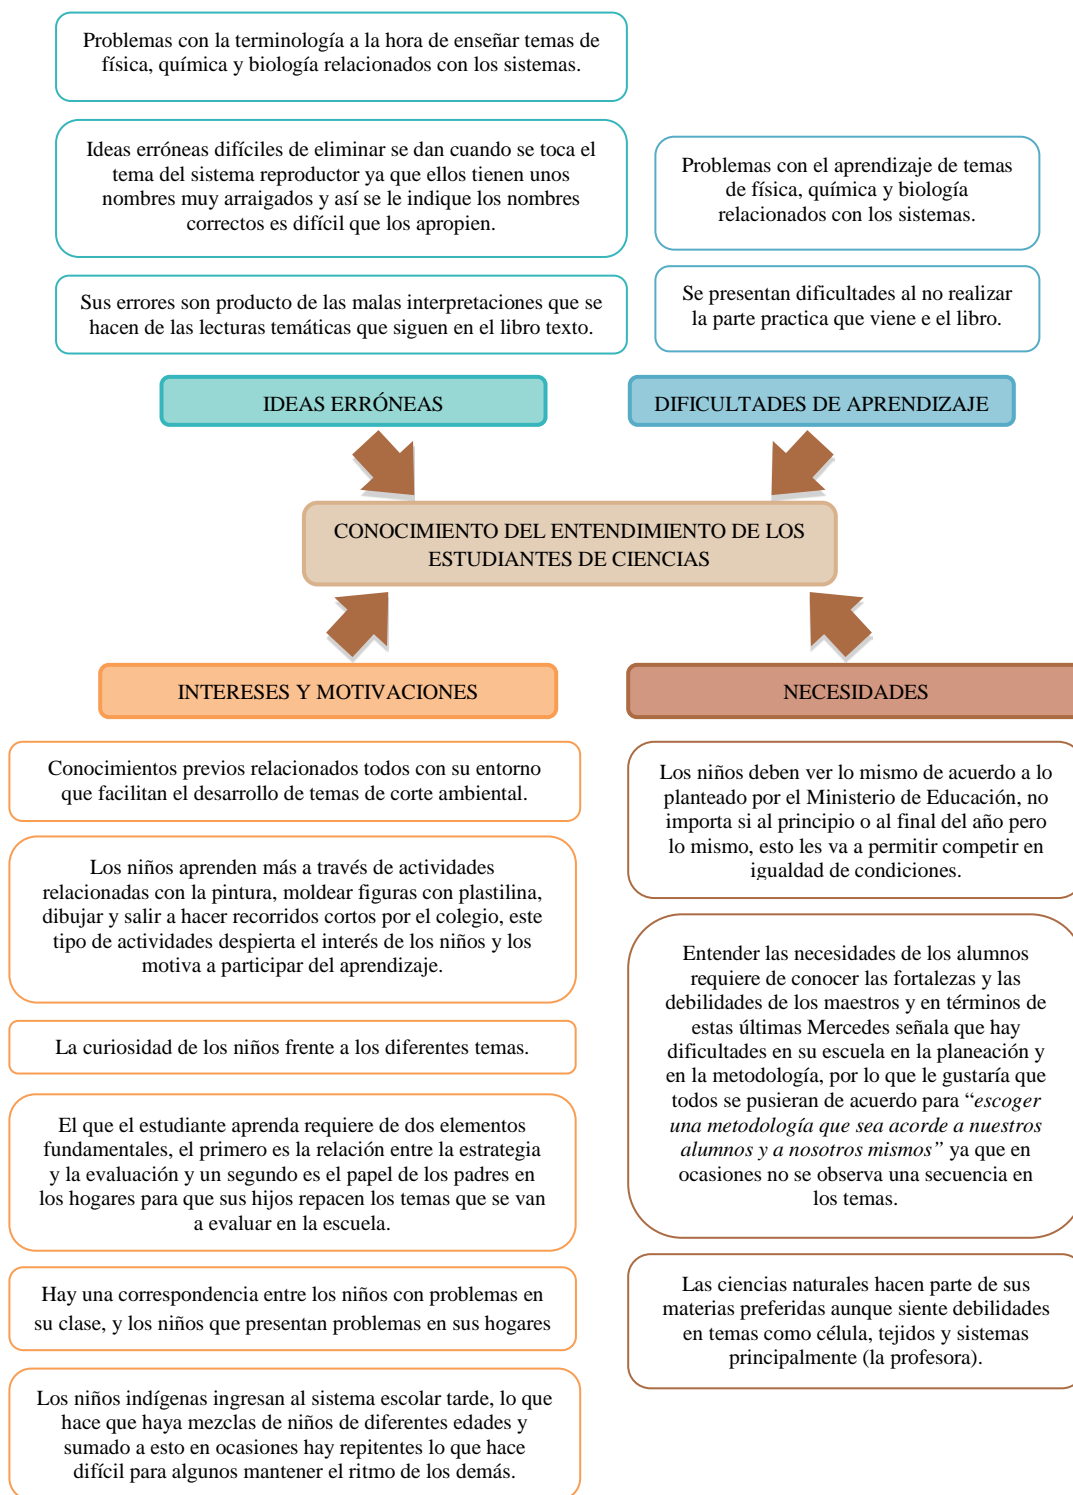 Problemas con la terminología a la hora de enseñar temas de
física, química y biología relacionados con los sistemas.
Ideas erróneas difíciles de eliminar se dan cuando se toca el
tema del sistema reproductor ya que ellos tienen unos
nombres muy arraigados y así se le indique los nombres
correctos es difícil que los apropien.
Sus errores son producto de las malas interpretaciones que se
hacen de las lecturas temáticas que siguen en el libro texto.
Problemas con el aprendizaje de temas
de física, química y biología
relacionados con los sistemas.
Se presentan dificultades al no realizar
la parte practica que viene e el libro.
IDEAS ERRÓNEAS
DIFICULTADES DE APRENDIZAJE
CONOCIMIENTO DEL ENTENDIMIENTO DE LOS
ESTUDIANTES DE CIENCIAS
INTERESES Y MOTIVACIONES
NECESIDADES
Conocimientos previos relacionados todos con su entorno
que facilitan el desarrollo de temas de corte ambiental.
Los niños aprenden más a través de actividades
relacionadas con la pintura, moldear figuras con plastilina,
dibujar y salir a hacer recorridos cortos por el colegio, este
tipo de actividades despierta el interés de los niños y los
motiva a participar del aprendizaje.
La curiosidad de los niños frente a los diferentes temas.
El que el estudiante aprenda requiere de dos elementos
fundamentales, el primero es la relación entre la estrategia
y la evaluación y un segundo es el papel de los padres en
los hogares para que sus hijos repacen los temas que se van
a evaluar en la escuela.
Hay una correspondencia entre los niños con problemas en
su clase, y los niños que presentan problemas en sus hogares
Los niños indígenas ingresan al sistema escolar tarde, lo que
hace que haya mezclas de niños de diferentes edades y
sumado a esto en ocasiones hay repitentes lo que hace
difícil para algunos mantener el ritmo de los demás.
Los niños deben ver lo mismo de acuerdo a lo
planteado por el Ministerio de Educación, no
importa si al principio o al final del año pero
lo mismo, esto les va a permitir competir en
igualdad de condiciones.
Entender las necesidades de los alumnos
requiere de conocer las fortalezas y las
debilidades de los maestros y en términos de
estas últimas Mercedes señala que hay
dificultades en su escuela en la planeación y
en la metodología, por lo que le gustaría que
todos se pusieran de acuerdo para “escoger
una metodología que sea acorde a nuestros
alumnos y a nosotros mismos” ya que en
ocasiones no se observa una secuencia en
los temas.
Las ciencias naturales hacen parte de sus
materias preferidas aunque siente debilidades
en temas como célula, tejidos y sistemas
principalmente (la profesora).